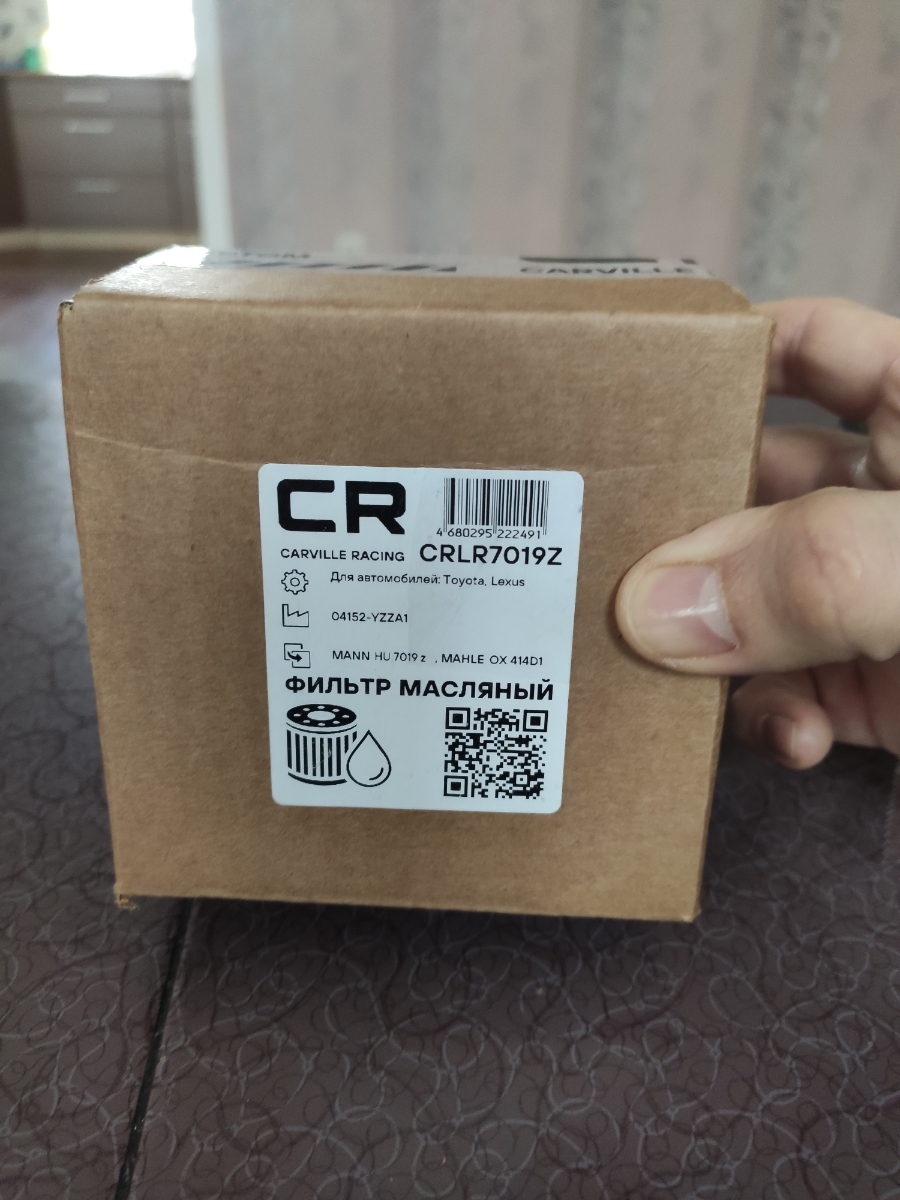 CARVILLE
CR
4 680295 222491
CARVILLE RACING CRLR7019Z
Для автомобилей: Toyota, Lexus
04152-YZZA1
MANN HU 7019 z , MAHLE OX 414D1
ФИЛЬТР МАСЛЯНЫЙ